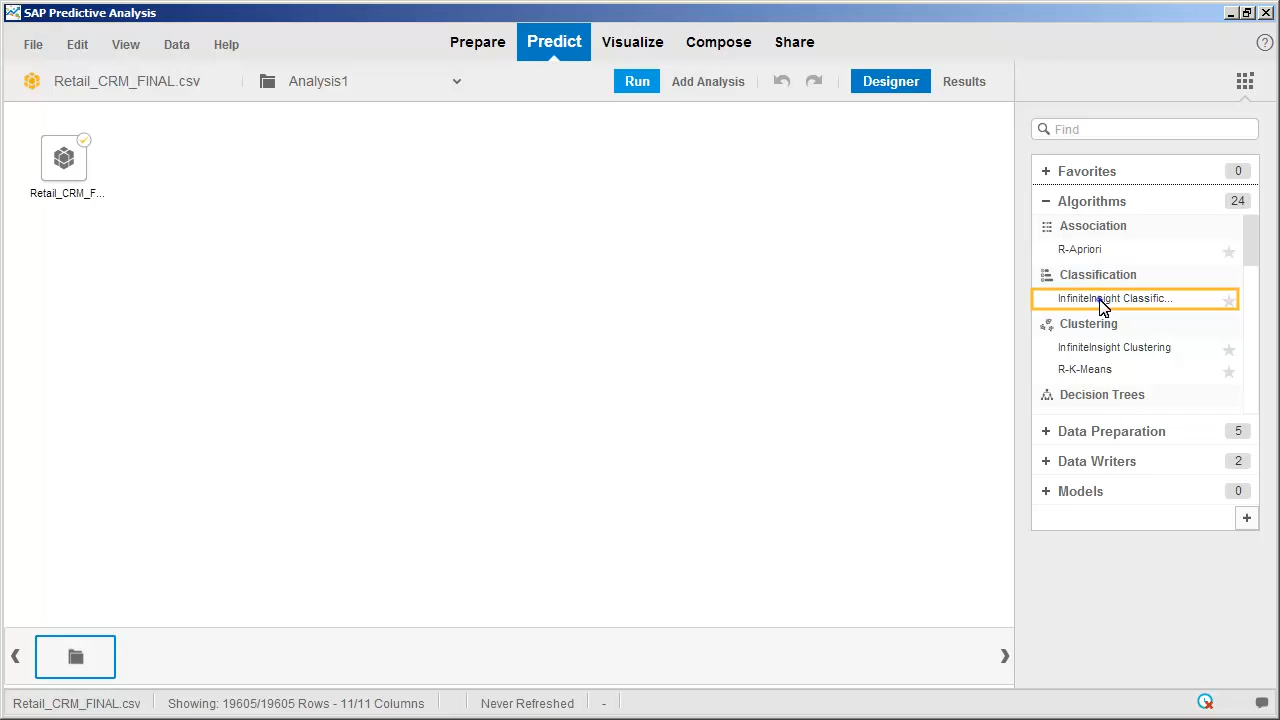 SAP Predictive Analysis
File Edit View Data Help
Prepare Predict Visualize Compose Share
Retail_CRM_FINAL.csv Analysis1 Run Add Analysis Designer Results
Find
Retail_CRM_F...
Favorites 0
Algorithms 24
Association
R-Apriori
Classification
InfiniteInsight Classific...
Clustering
InfiniteInsight Clustering
R-K-Means
Decision Trees
Data Preparation 5
Data Writers 2
Models 0
Retail_CRM_FINAL.csv Showing: 19605/19605 Rows - 11/11 Columns Never Refreshed -